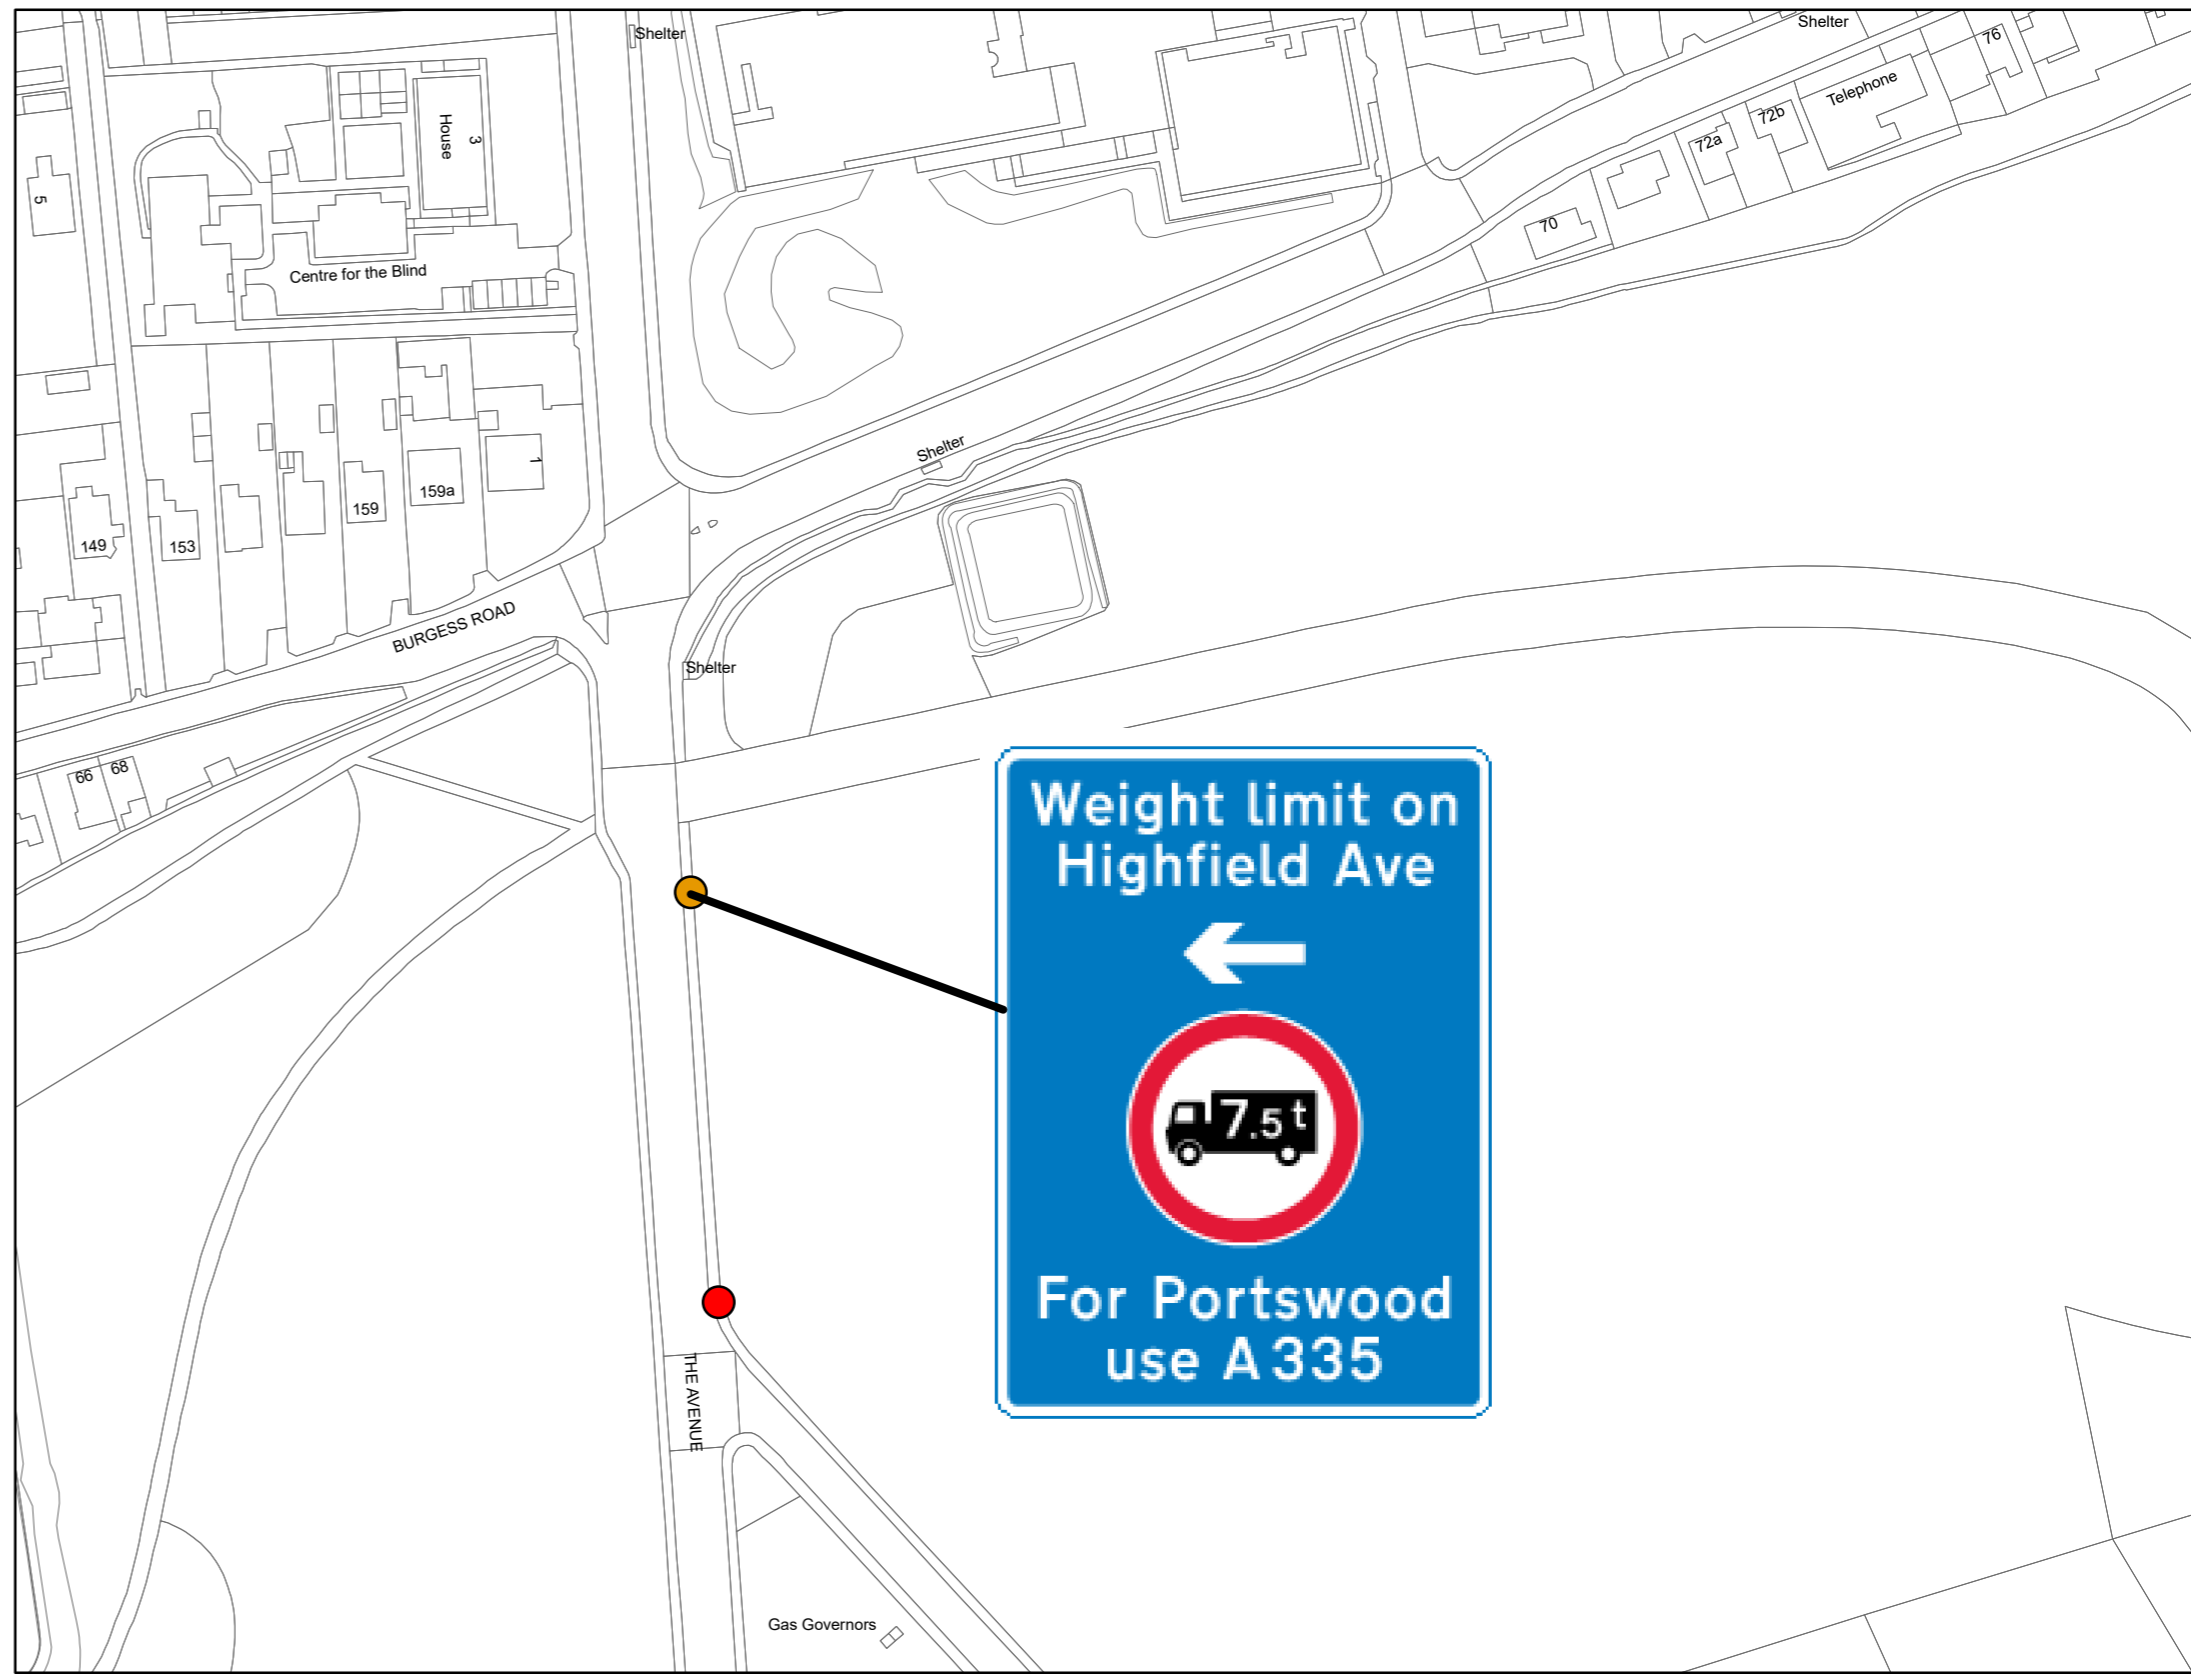 Shelter
Shelter
76
Telephone
72b
72a
House
3
5
70
Centre for the Blind
Shelter
1
159a
159
149
153
BURGESS ROAD
Shelter
66
68
Weight limit on
Highfield Ave
7.5t
For Portswood
use A335
THE AVENUE
Gas Governors